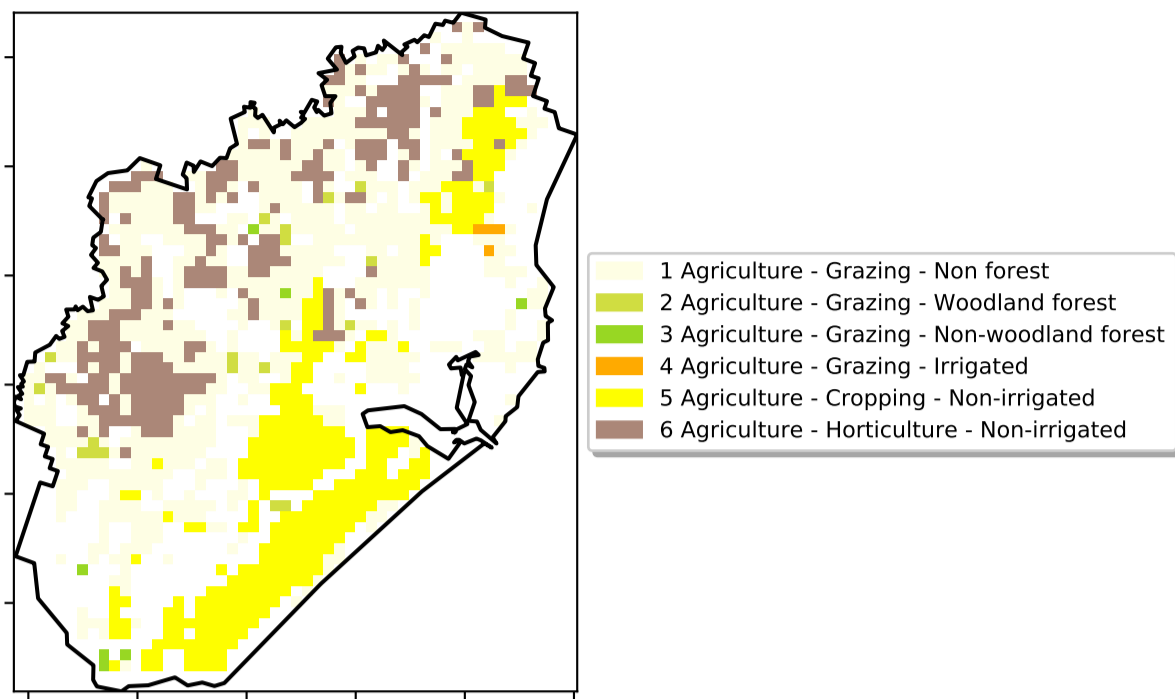 1 Agriculture - Grazing - Non forest
2 Agriculture - Grazing - Woodland forest
3 Agriculture - Grazing - Non-woodland forest
4 Agriculture - Grazing - Irrigated
5 Agriculture - Cropping - Non-irrigated
6 Agriculture - Horticulture - Non-irrigated